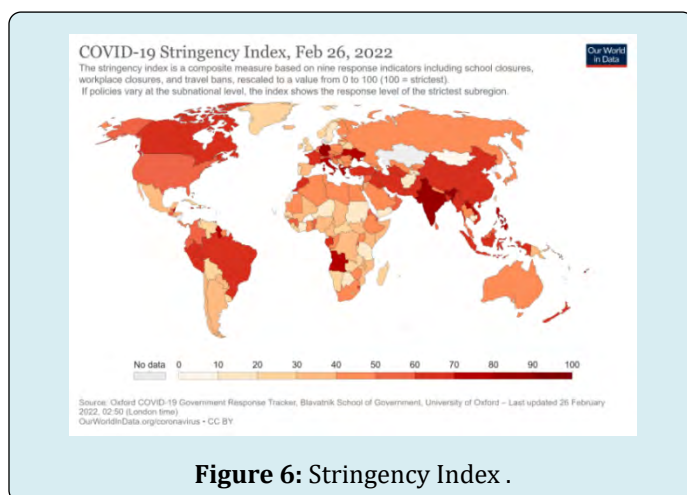 COVID-19 Stringency Index, Feb 26, 2022
Our World
in Data
The stringency index is a composite measure based on nine response indicators including school closures,
workplace closures, and travel bans, rescaled to a value from 0 to 100 (100 = strictest).
If policies vary at the subnational level, the index shows the response level of the strictest subregion.
No data 0 10 20 30 40 50 60 70 80 90 100
Source: Oxford COVID-19 Government Response Tracker, Blavatnik School of Government, University of Oxford – Last updated 26 February
2022, 02:50 (London time)
OurWorldInData.org/coronavirus • CC BY
Figure 6: Stringency Index .